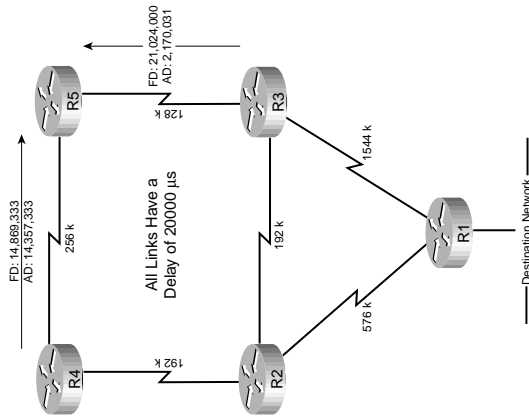 FD: 14,869,333
AD: 14,357,333
R4
256 k
R5
FD: 21,024,000
AD: 2,170,031
192 k
All Links Have a
Delay of 20000 µs
128 k
R2
192 k
R3
576 k
1544 k
R1
Destination Network